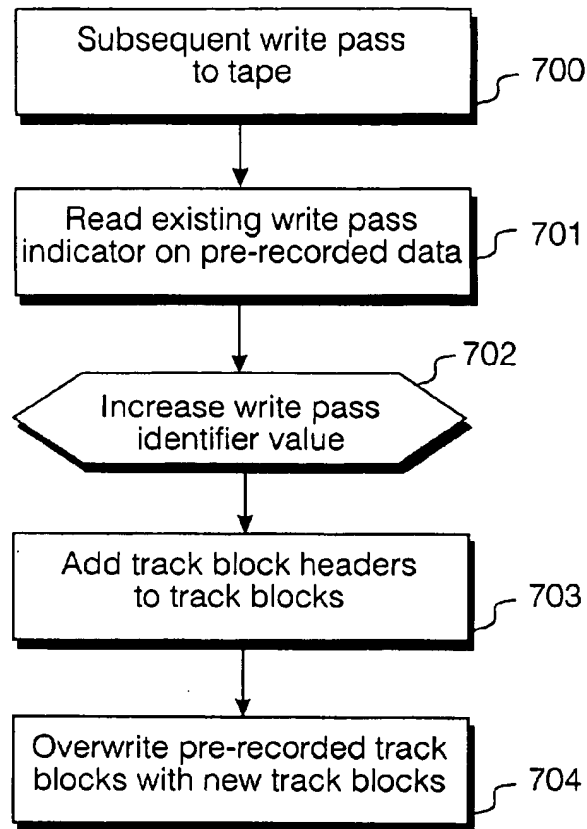 Subsequent write pass
to tape
700
Read existing write pass
indicator on pre-recorded data
701
702
Increase write pass
identifier value
Add track block headers
to track blocks
703
Overwrite pre-recorded track
blocks with new track blocks
704